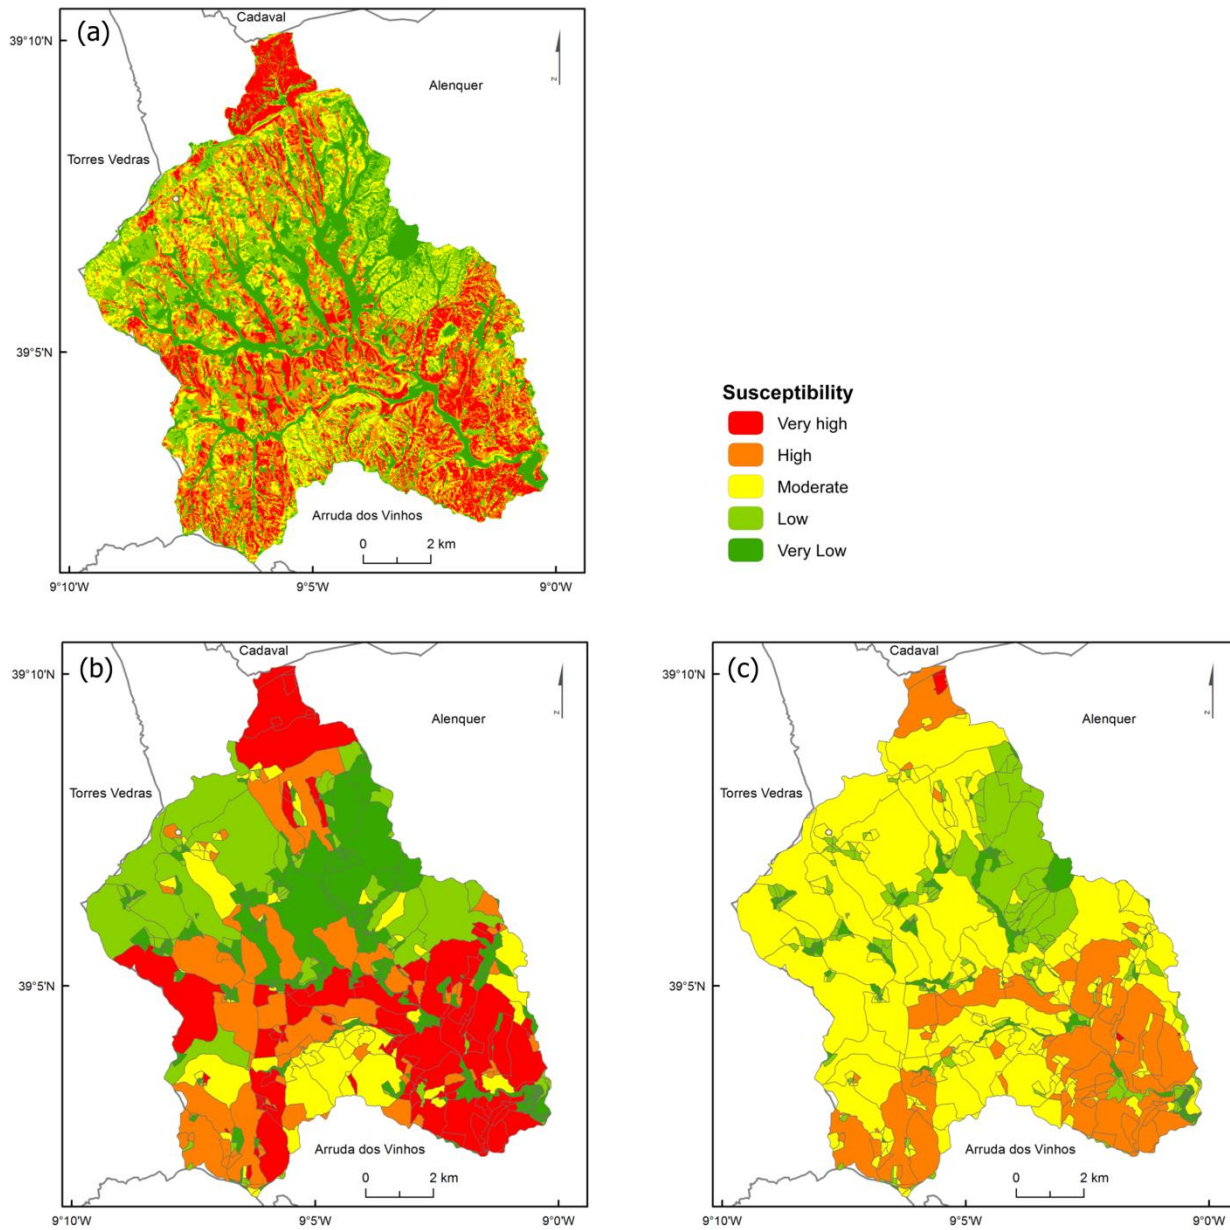 (a)
Cadaval
39°10'N
Alenquer
z
Torres Vedras
39°5'N
Arruda dos Vinhos
0 2 km
9°10'W 9°5'W 9°0'W
Susceptibility
Very high
High
Moderate
Low
Very Low
(b)
Cadaval
39°10'N
Alenquer
z
Torres Vedras
39°5'N
Arruda dos Vinhos
0 2 km
9°10'W 9°5'W 9°0'W
(c)
Cadaval
39°10'N
Alenquer
z
Torres Vedras
39°5'N
Arruda dos Vinhos
0 2 km
9°10'W 9°5'W 9°0'W